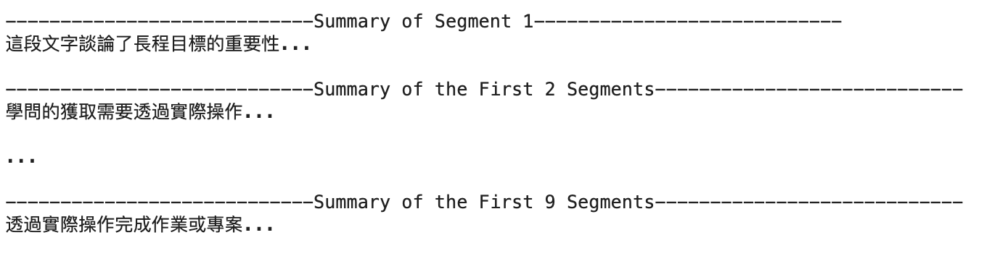 ----------------------------Summary of Segment 1----------------------------
這段文字談論了長程目標的重要性...
----------------------------Summary of the First 2 Segments----------------------------
學問的獲取需要透過實際操作...
...
----------------------------Summary of the First 9 Segments----------------------------
透過實際操作完成作業或專案...